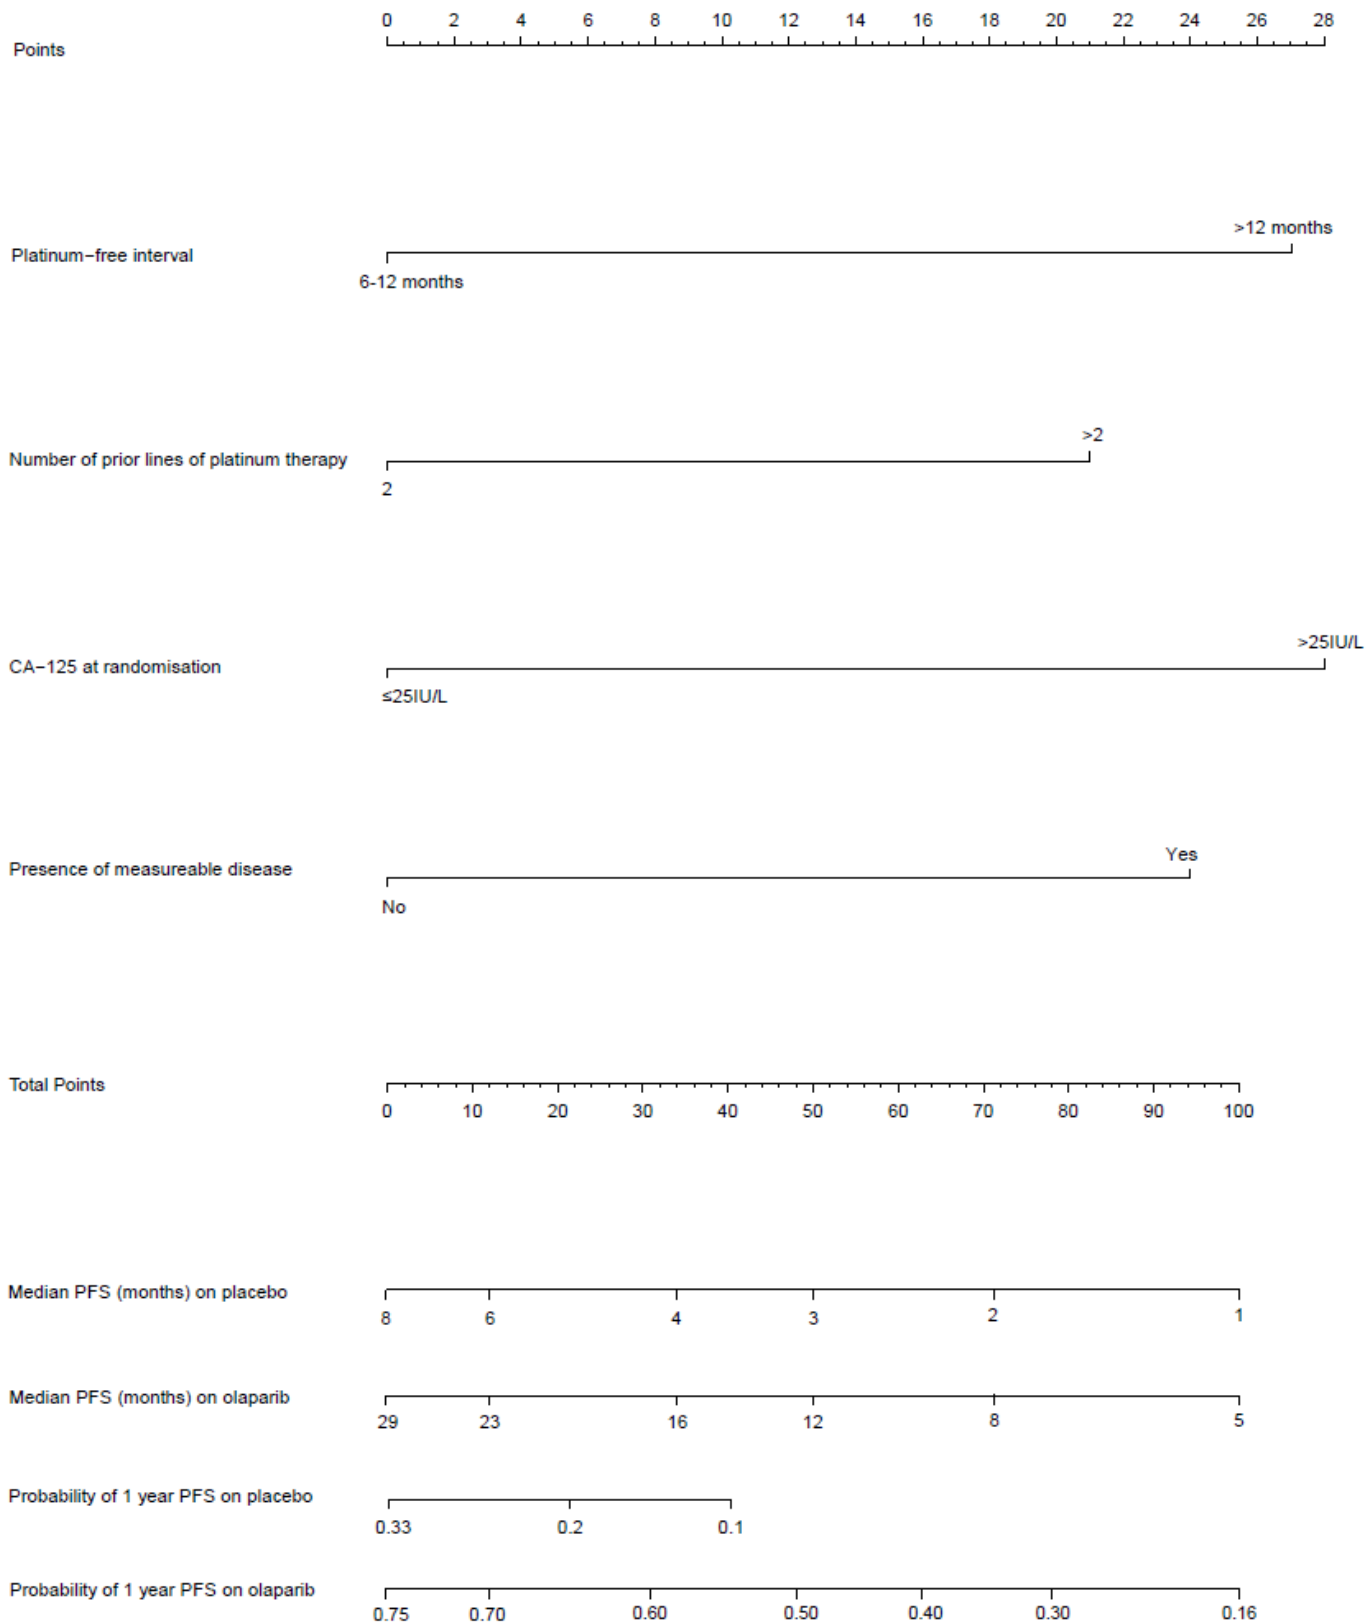 0 2 4 6 8 10 12 14 16 18 20 22 24 26 28
Points
>12 months
Platinum−free interval
6-12 months
>2
Number of prior lines of platinum therapy
2
>25IU/L
CA−125 at randomisation
≤25IU/L
Yes
Presence of measureable disease
No
Total Points
0 10 20 30 40 50 60 70 80 90 100
Median PFS (months) on placebo
8 6 4 3 2 1
Median PFS (months) on olaparib
29 23 16 12 8 5
Probability of 1 year PFS on placebo
0.33 0.2 0.1
Probability of 1 year PFS on olaparib
0.75 0.70 0.60 0.50 0.40 0.30 0.16